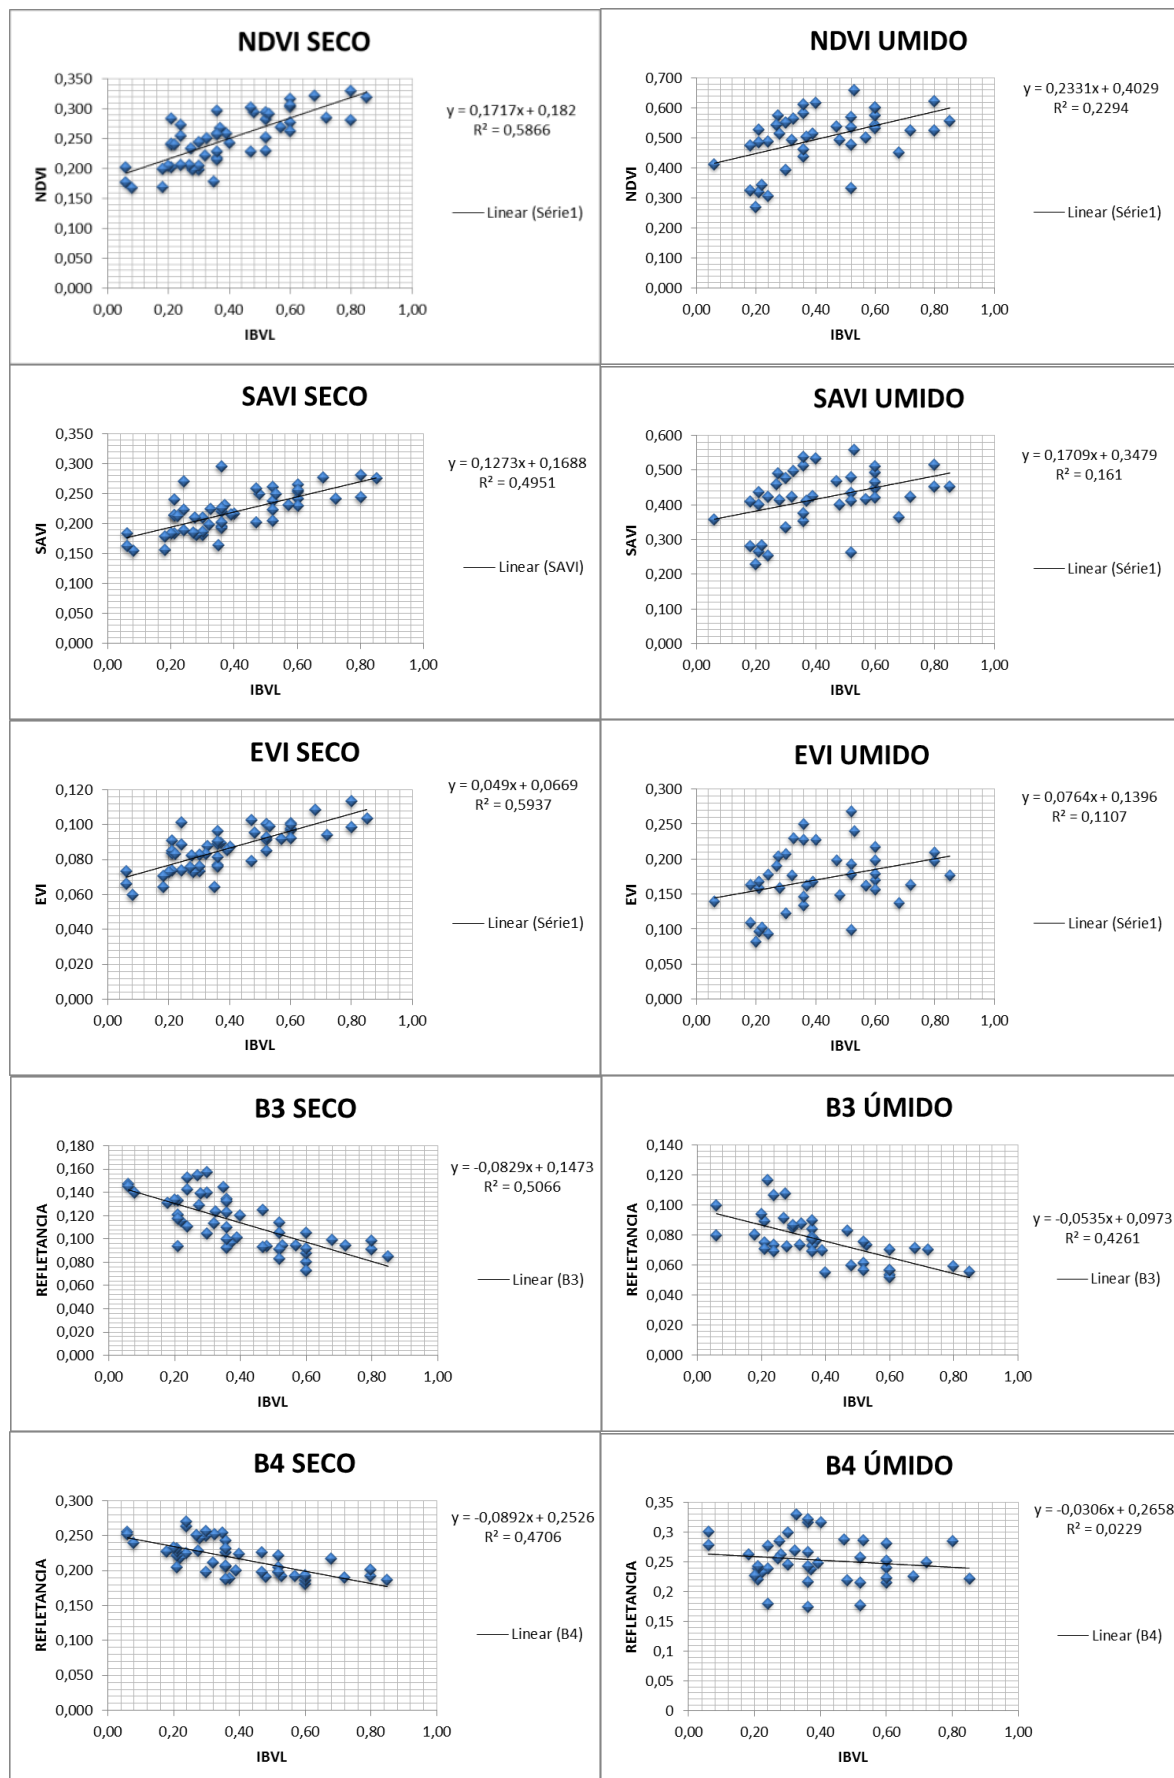 NDVI SECO
0,350
0,300
0,250
0,200
0,150
0,100
0,050
0,000
NDVI
0,00 0,20 0,40 0,60 0,80 1,00
IBVL
y = 0,1717x + 0,182
R² = 0,5866
Linear (Série1)
NDVI UMIDO
0,700
0,600
0,500
0,400
0,300
0,200
0,100
0,000
NDVI
0,00 0,20 0,40 0,60 0,80 1,00
IBVL
y = 0,2331x + 0,4029
R² = 0,2294
Linear (Série1)
SAVI SECO
0,350
0,300
0,250
0,200
0,150
0,100
0,050
0,000
SAVI
0,00 0,20 0,40 0,60 0,80 1,00
IBVL
y = 0,1273x + 0,1688
R² = 0,4951
Linear (SAVI)
SAVI UMIDO
0,600
0,500
0,400
0,300
0,200
0,100
0,000
SAVI
0,00 0,20 0,40 0,60 0,80 1,00
IBVL
y = 0,1709x + 0,3479
R² = 0,161
Linear (Série1)
EVI SECO
0,120
0,100
0,080
0,060
0,040
0,020
0,000
EVI
0,00 0,20 0,40 0,60 0,80 1,00
IBVL
y = 0,049x + 0,0669
R² = 0,5937
Linear (Série1)
EVI UMIDO
0,300
0,250
0,200
0,150
0,100
0,050
0,000
EVI
0,00 0,20 0,40 0,60 0,80 1,00
IBVL
y = 0,0764x + 0,1396
R² = 0,1107
Linear (Série1)
B3 SECO
0,180
0,160
0,140
0,120
0,100
0,080
0,060
0,040
0,020
0,000
REFLETANCIA
0,00 0,20 0,40 0,60 0,80 1,00
IBVL
y = -0,0829x + 0,1473
R² = 0,5066
Linear (B3)
B3 ÚMIDO
0,140
0,120
0,100
0,080
0,060
0,040
0,020
0,000
REFLETANCIA
0,00 0,20 0,40 0,60 0,80 1,00
IBVL
y = -0,0535x + 0,0973
R² = 0,4261
Linear (B3)
B4 SECO
0,300
0,250
0,200
0,150
0,100
0,050
0,000
REFLETANCIA
0,00 0,20 0,40 0,60 0,80 1,00
IBVL
y = -0,0892x + 0,2526
R² = 0,4706
Linear (B4)
B4 ÚMIDO
0,35
0,3
0,25
0,2
0,15
0,1
0,05
0
REFLETANCIA
0,00 0,20 0,40 0,60 0,80 1,00
IBVL
y = -0,0306x + 0,2658
R² = 0,0229
Linear (B4)